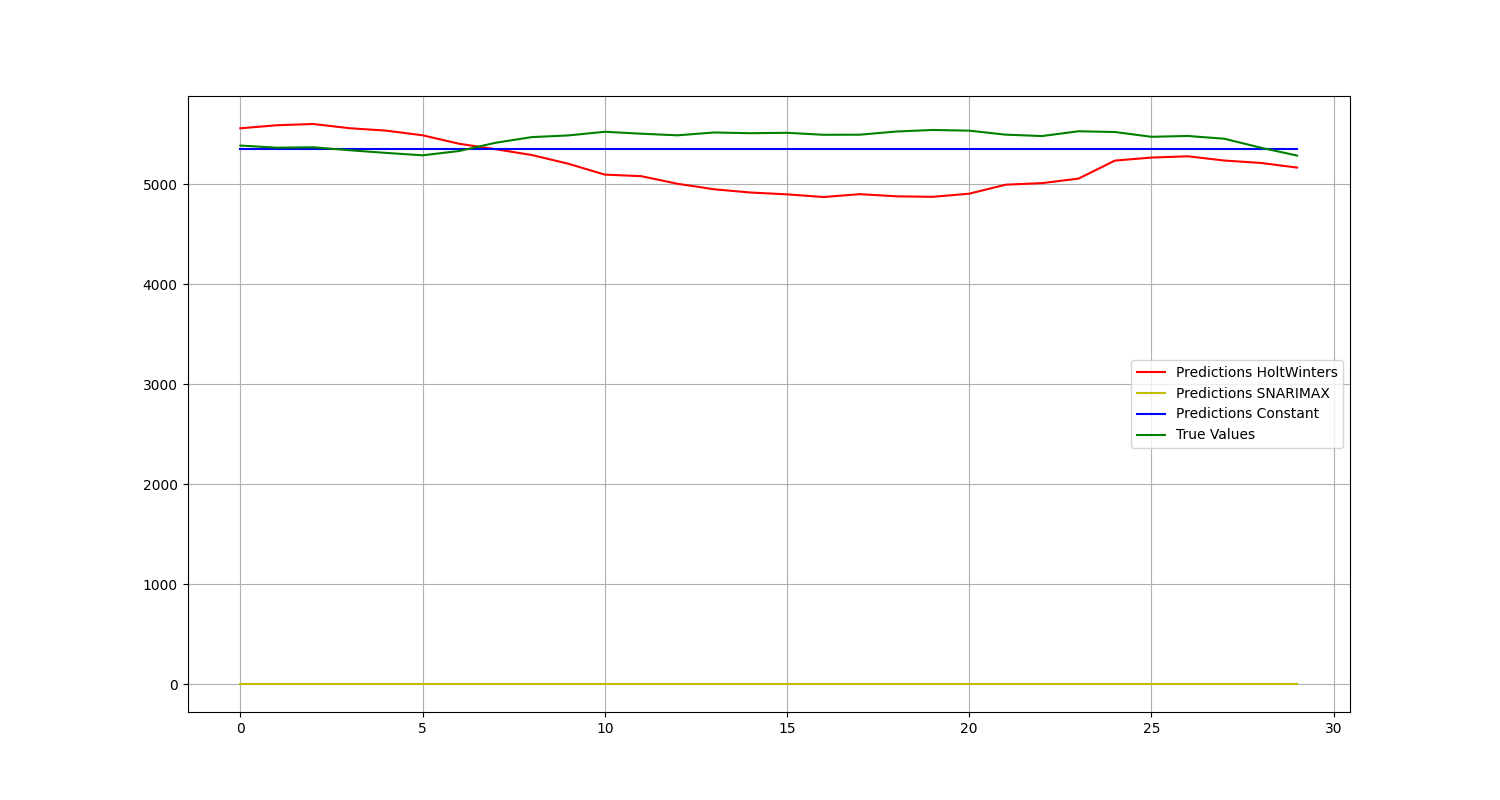 5000
4000
3000
2000
1000
0
Predictions HoltWinters
Predictions SNARIMAX
Predictions Constant
True Values
0 5 10 15 20 25 30